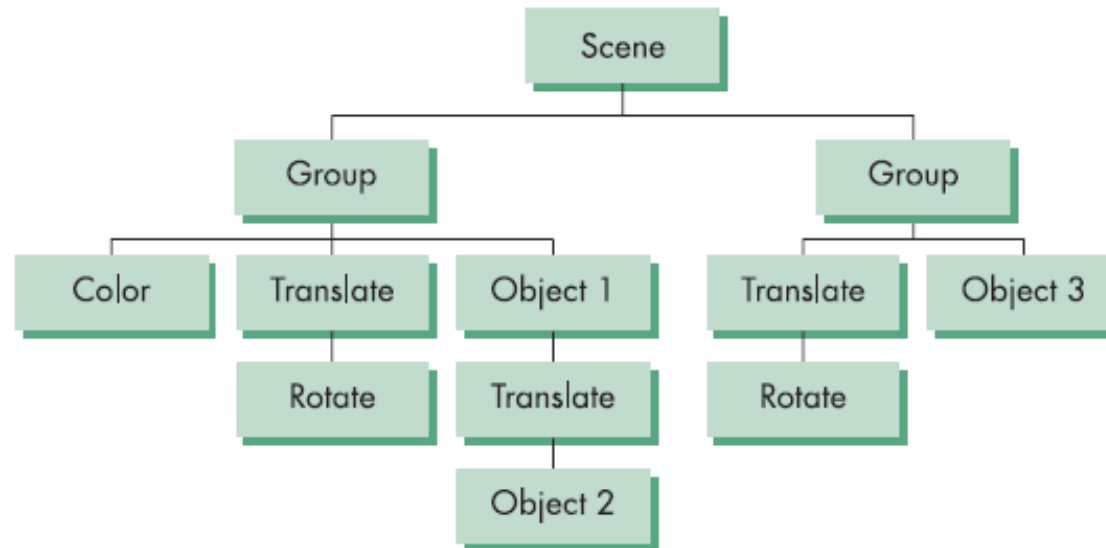 Scene
Group
Group
Color
Translate
Object 1
Translate
Object 3
Rotate
Translate
Rotate
Object 2